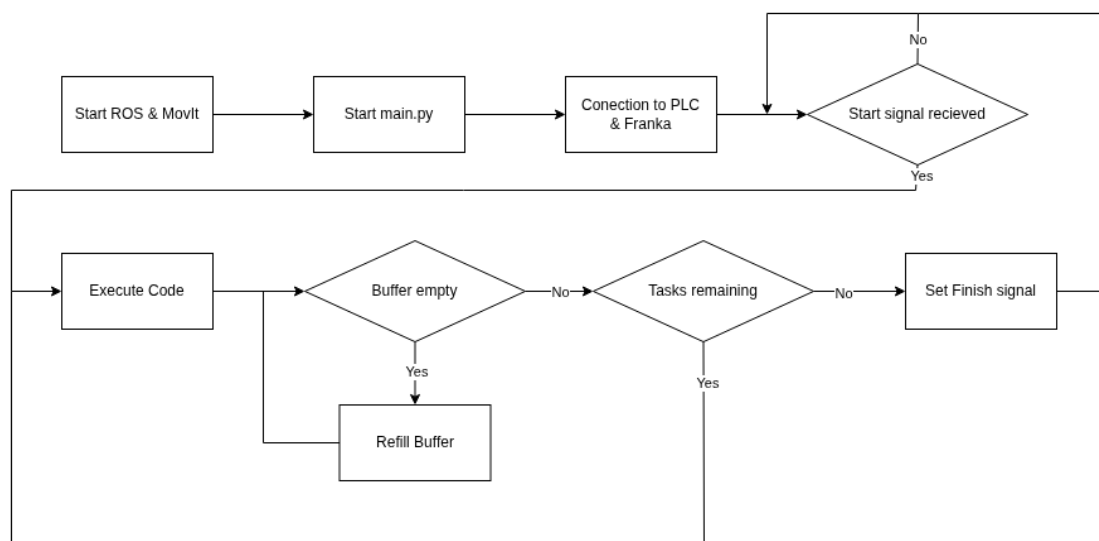 No
Start ROS & MovIt
Start main.py
Conection to PLC
& Franka
Start signal recieved
Yes
Execute Code
Buffer empty
No
Tasks remaining
No
Set Finish signal
Yes
Yes
Refill Buffer